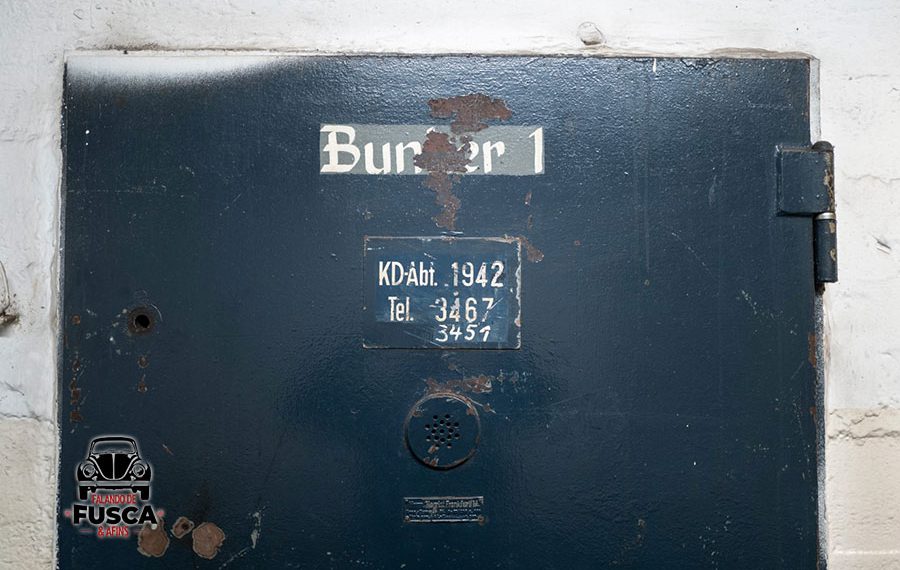 Bunker 1
KD-Abt. 1942
Tel. 3467
3451
FALANDO DE
FUSCA
& AFINS